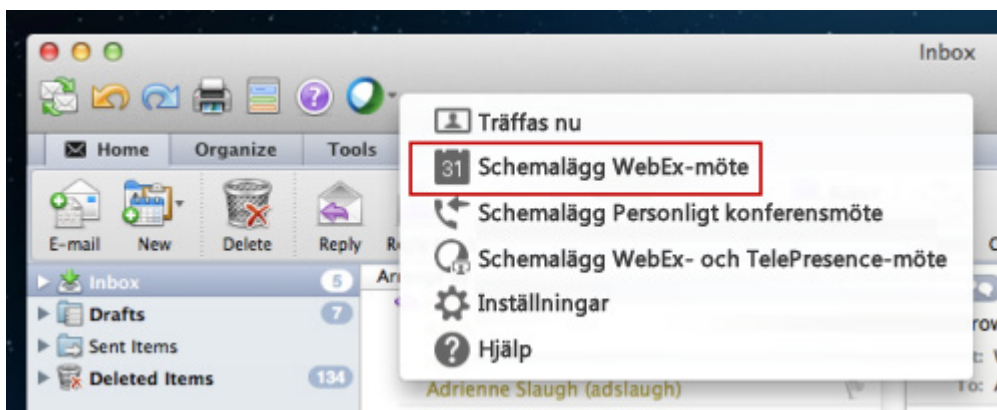 Inbox
Träffas nu
Home Organize Tools
31 Schemalägg WebEx-möte
Schemalägg Personligt konferensmöte
E-mail New Delete Reply
Schemalägg WebEx- och TelePresence-möte
Inbox 5
Inställningar
Drafts 7
Sent Items
Hjälp
Deleted Items 134
Adrienne Slaugh (adslaugh)
To: